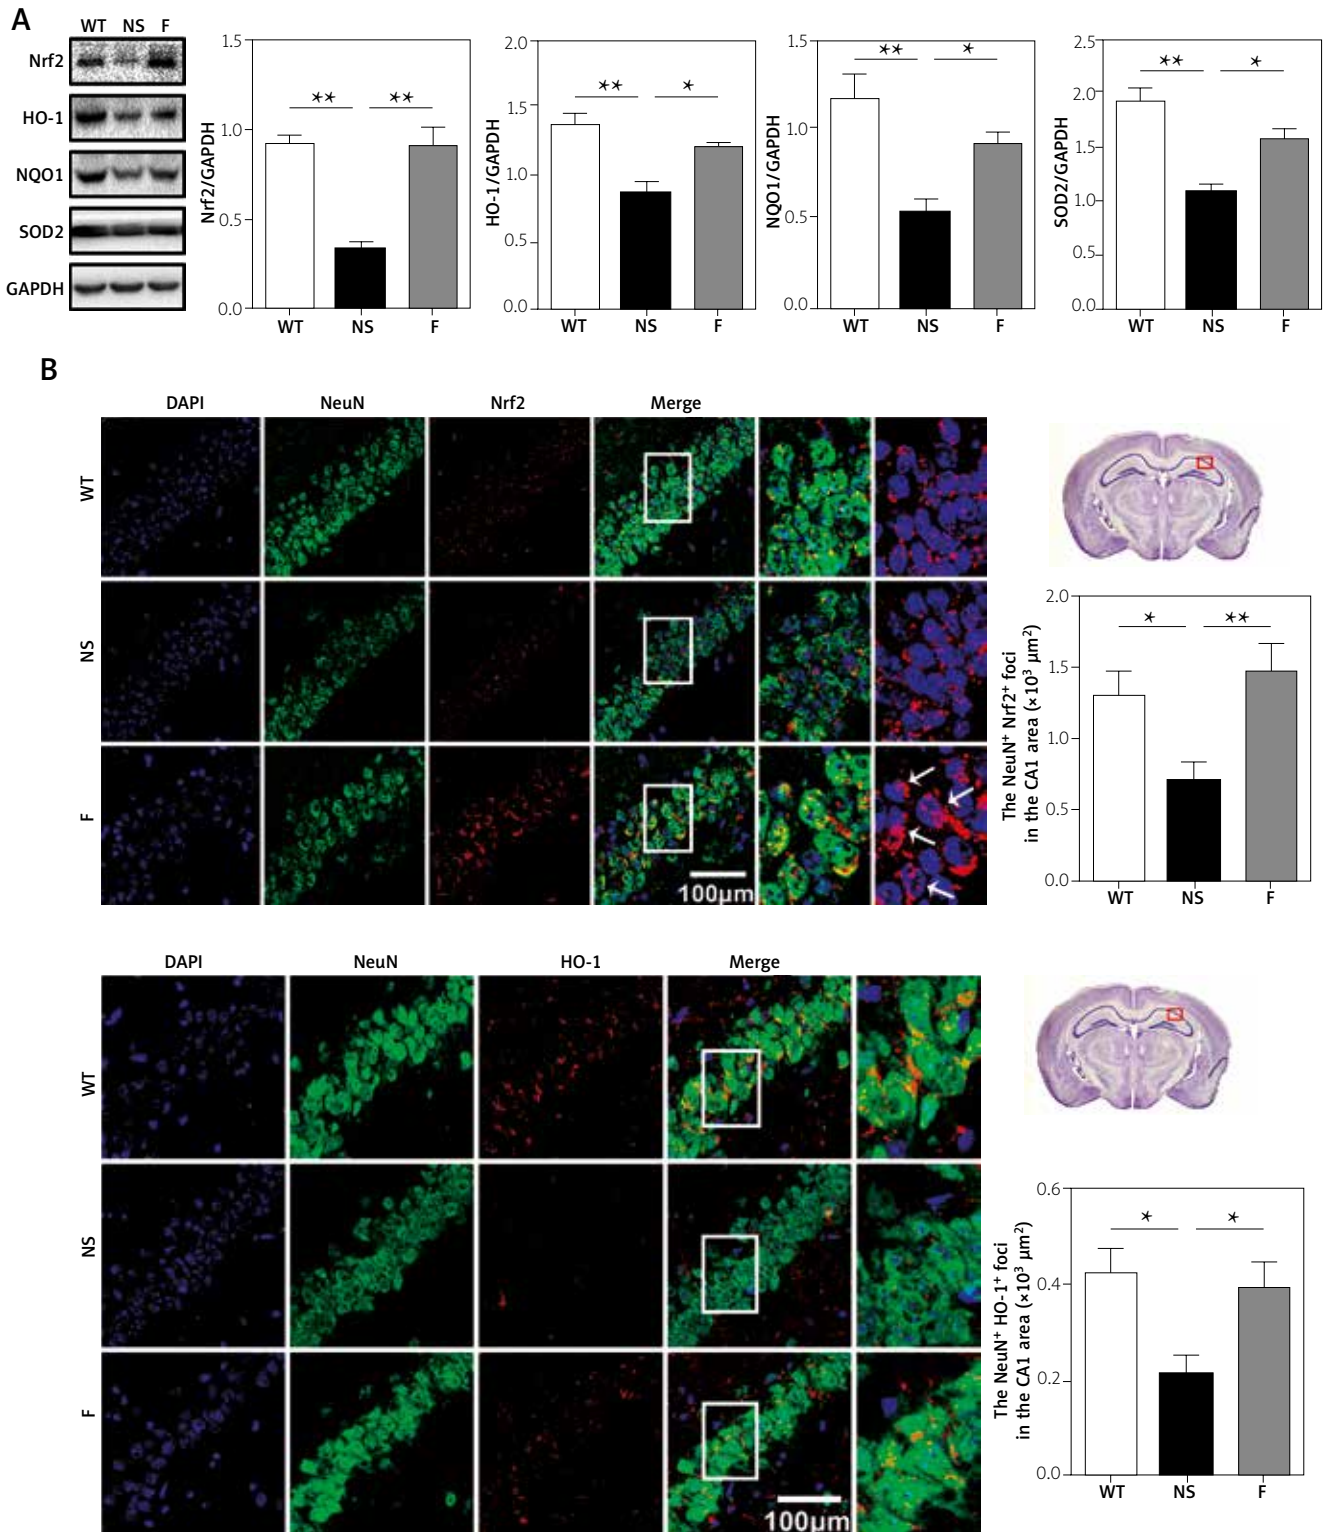 A
WT NS F
Nrf2
HO-1
NQO1
SOD2
GAPDH
Nrf2/GAPDH
1.5
1.0
0.5
0.0
** **
WT NS F
HO-1/GAPDH
2.0
1.5
1.0
0.5
0.0
** *
WT NS F
NQO1/GAPDH
1.5
1.0
0.5
0.0
** *
WT NS F
SOD2/GAPDH
2.5
2.0
1.5
1.0
0.5
0.0
** *
WT NS F
B
DAPI NeuN Nrf2 Merge
WT
NS
F
100μm
The NeuN⁺ Nrf2⁺ foci
in the CA1 area (×10³ μm²)
2.0
1.5
1.0
0.5
0.0
* **
WT NS F
DAPI NeuN HO-1 Merge
WT
NS
F
100μm
The NeuN⁺ HO-1⁺ foci
in the CA1 area (×10³ μm²)
0.6
0.4
0.2
0.0
* *
WT NS F